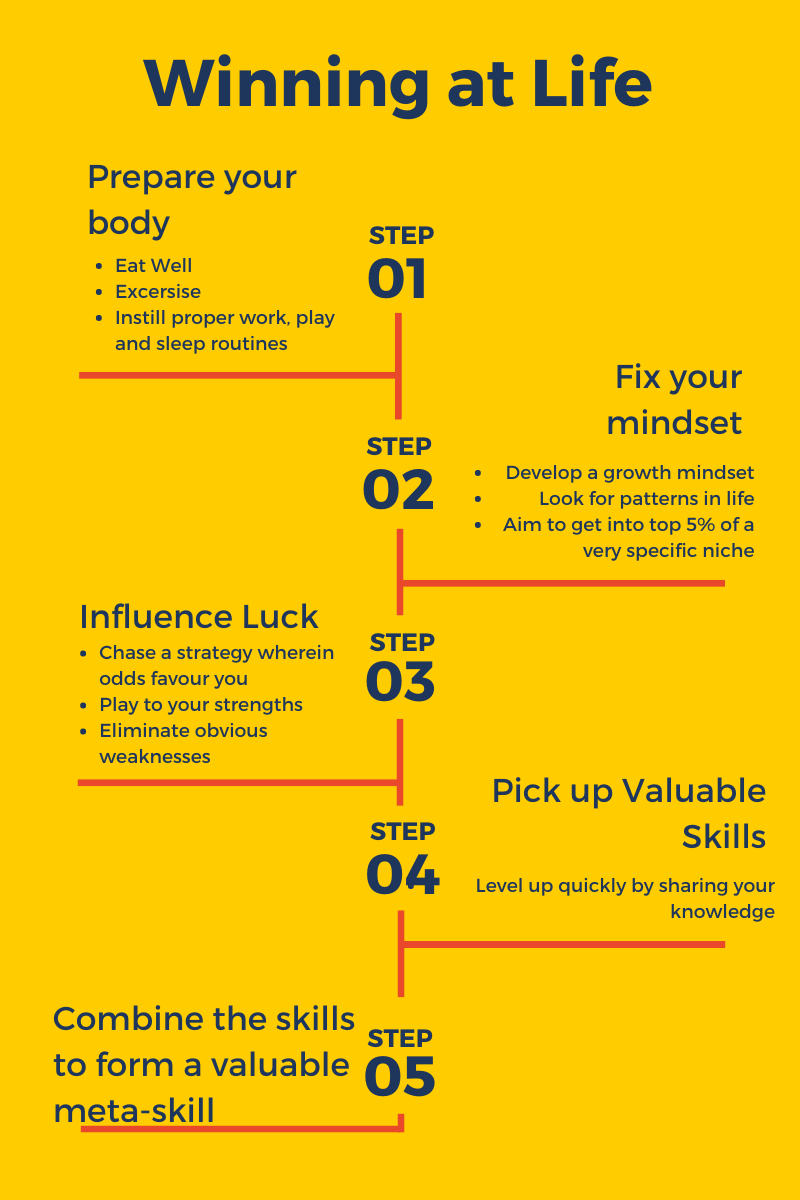 Winning at Life
Prepare your
body
• Eat Well
• Excersise
• Instill proper work, play
and sleep routines
STEP
01
Fix your
mindset
• Develop a growth mindset
• Look for patterns in life
• Aim to get into top 5% of a
very specific niche
STEP
02
Influence Luck
• Chase a strategy wherein
odds favour you
• Play to your strengths
• Eliminate obvious
weaknesses
STEP
03
Pick up Valuable
Skills
Level up quickly by sharing your
knowledge
STEP
04
Combine the skills
to form a valuable
meta-skill
STEP
05